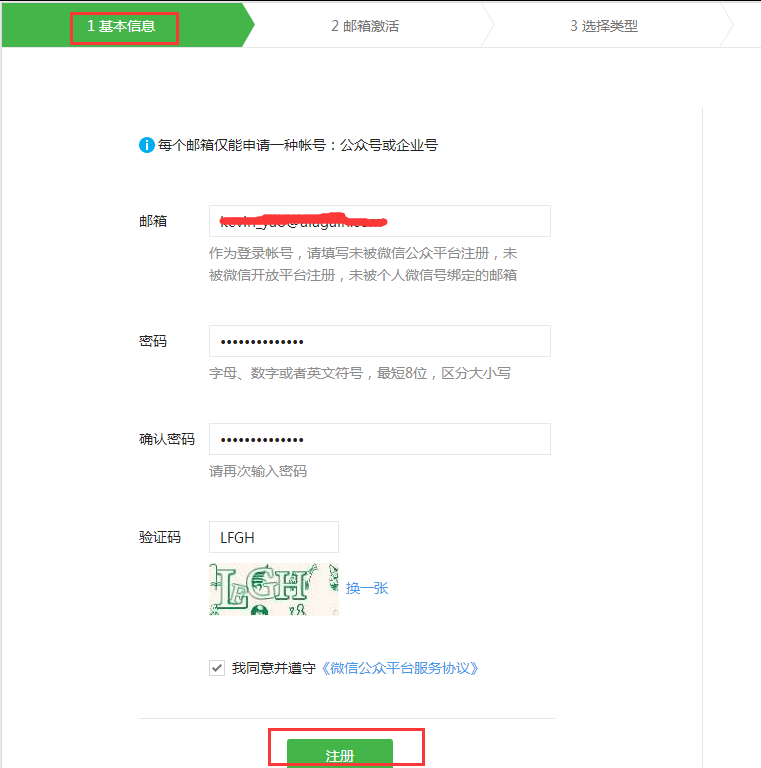 1 基本信息
2 邮箱激活
3 选择类型
每个邮箱仅能申请一种帐号：公众号或企业号
邮箱
作为登录帐号，请填写未被微信公众平台注册，未
被微信开放平台注册，未被个人微信号绑定的邮箱
密码 ••••••••••••••
字母、数字或者英文符号，最短8位，区分大小写
确认密码 ••••••••••••••
请再次输入密码
验证码 LFGH
换一张
我同意并遵守《微信公众平台服务协议》
注册